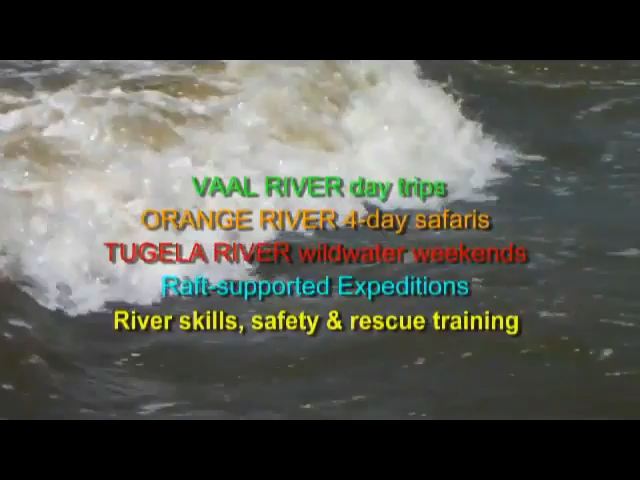 VAAL RIVER day trips
ORANGE RIVER 4-day safaris
TUGELA RIVER wildwater weekends
Raft-supported Expeditions
River skills, safety & rescue training